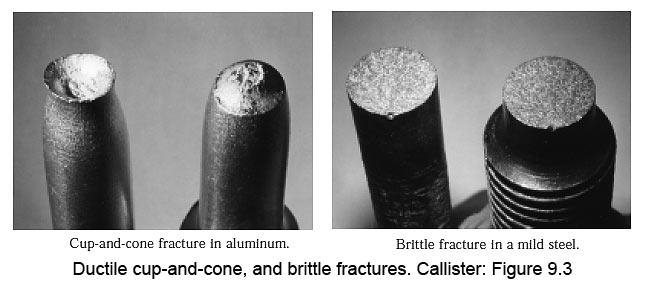 Cup-and-cone fracture in aluminum.
Brittle fracture in a mild steel.
Ductile cup-and-cone, and brittle fractures. Callister: Figure 9.3